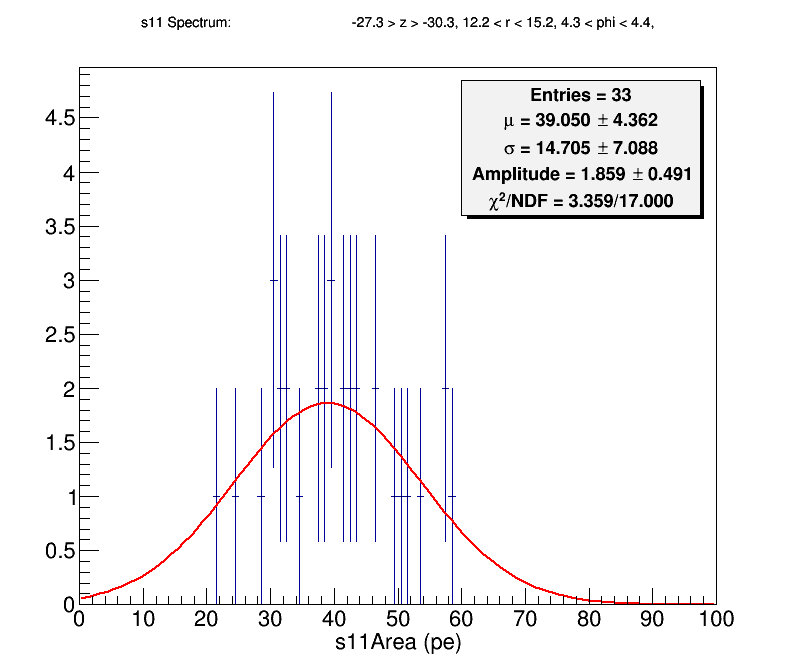 s11 Spectrum: -27.3 > z > -30.3, 12.2 < r < 15.2, 4.3 < phi < 4.4,
Entries = 33
μ = 39.050 ± 4.362
σ = 14.705 ± 7.088
Amplitude = 1.859 ± 0.491
χ²/NDF = 3.359/17.000
4.5
4
3.5
3
2.5
2
1.5
1
0.5
0
0 10 20 30 40 50 60 70 80 90 100
s11Area (pe)